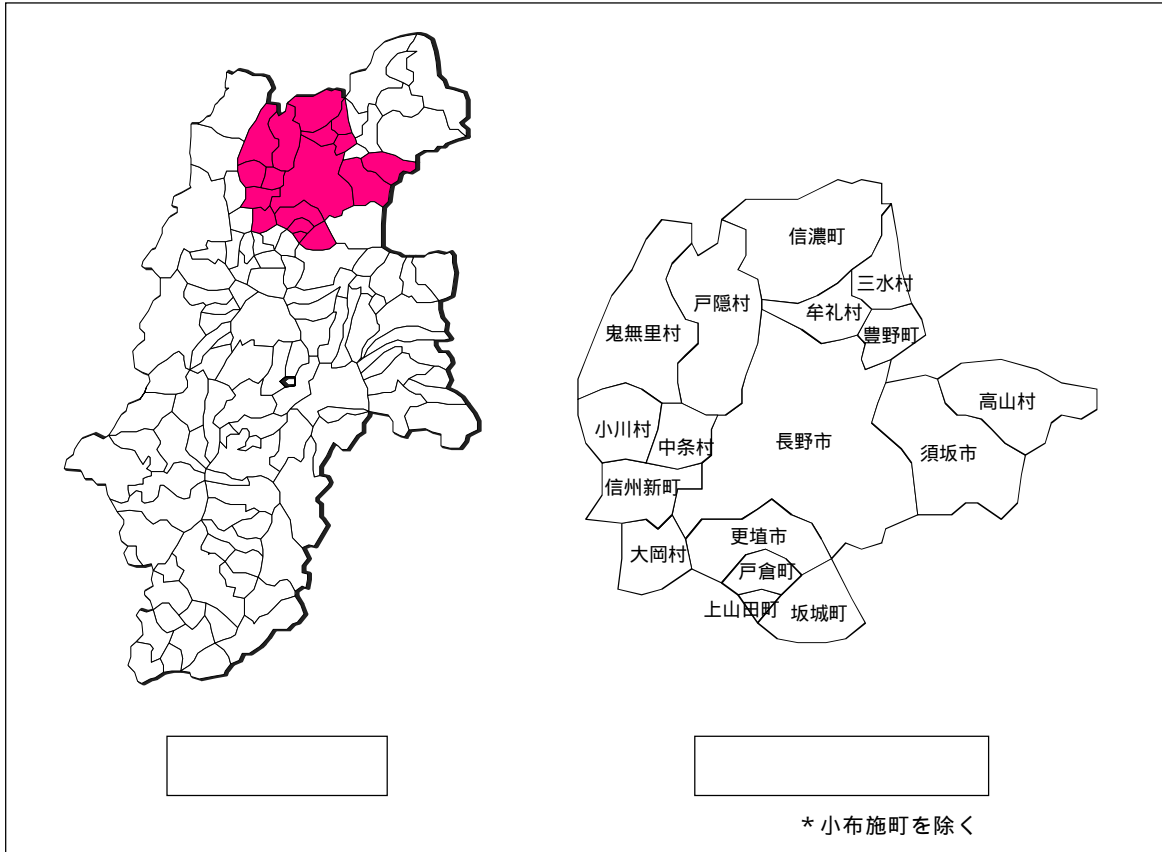 信濃町
三水村
戸隠村
牟礼村
鬼無里村
豊野町
高山村
小川村
中条村
長野市
須坂市
信州新町
更埴市
大岡村
戸倉町
上山田町
坂城町
*小布施町を除く